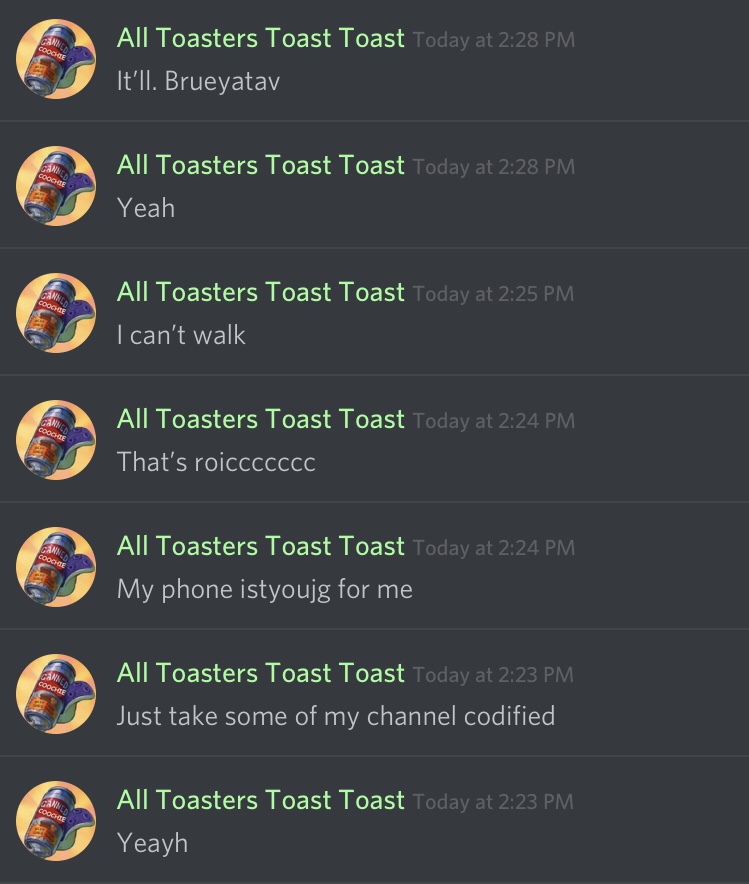 All Toasters Toast Toast Today at 2:28 PM
It’ll. Brueyatav
All Toasters Toast Toast Today at 2:28 PM
Yeah
All Toasters Toast Toast Today at 2:25 PM
I can’t walk
All Toasters Toast Toast Today at 2:24 PM
That’s roiccccccc
All Toasters Toast Toast Today at 2:24 PM
My phone istyoujg for me
All Toasters Toast Toast Today at 2:23 PM
Just take some of my channel codified
All Toasters Toast Toast Today at 2:23 PM
Yeayh